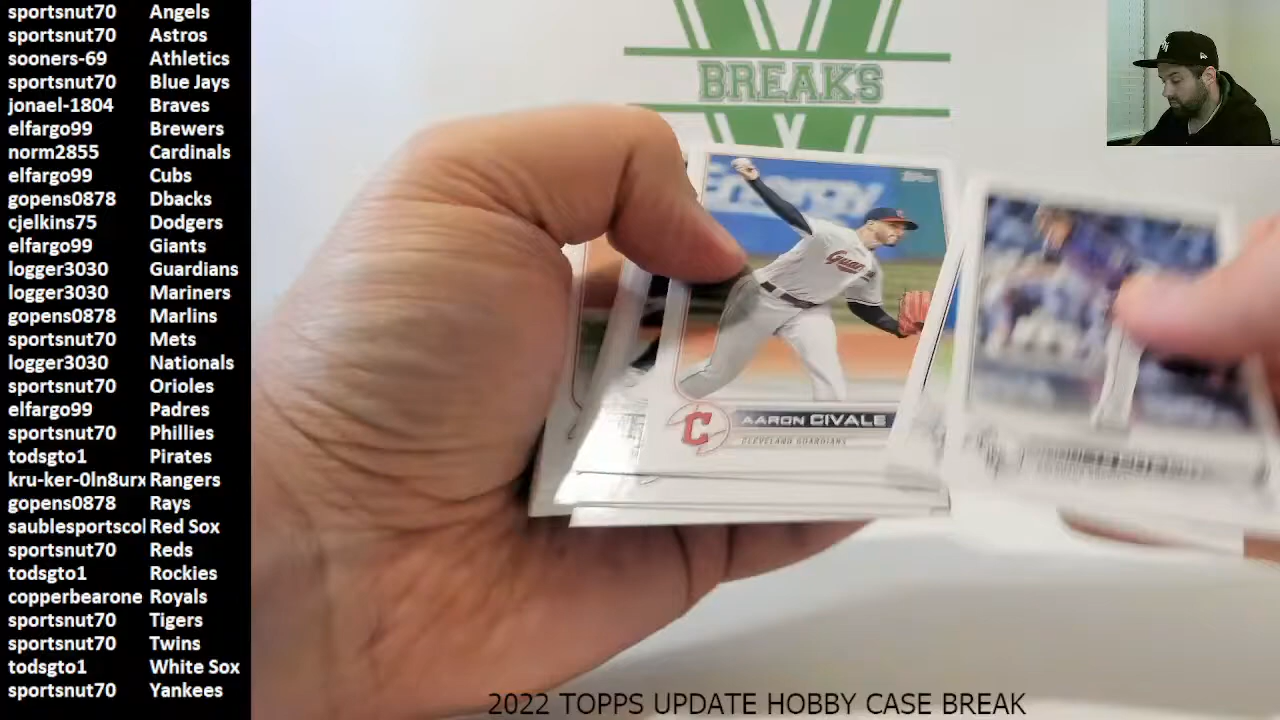 sportsnut70 Angels
sportsnut70 Astros
sooners-69 Athletics
sportsnut70 Blue Jays
jonael-1804 Braves
elfargo99 Brewers
norm2855 Cardinals
elfargo99 Cubs
gopens0878 Dbacks
cjelkins75 Dodgers
elfargo99 Giants
logger3030 Guardians
logger3030 Mariners
gopens0878 Marlins
sportsnut70 Mets
logger3030 Nationals
sportsnut70 Orioles
elfargo99 Padres
sportsnut70 Phillies
todsgto1 Pirates
kru-ker-0ln8urx Rangers
gopens0878 Rays
saublesportscol Red Sox
sportsnut70 Reds
todsgto1 Rockies
copperbearone Royals
sportsnut70 Tigers
sportsnut70 Twins
todsgto1 White Sox
sportsnut70 Yankees
V
BREAKS
Energy
topps
Guar
C
AARON CIVALE
CLEVELAND GUARDIANS
2022 TOPPS UPDATE HOBBY CASE BREAK